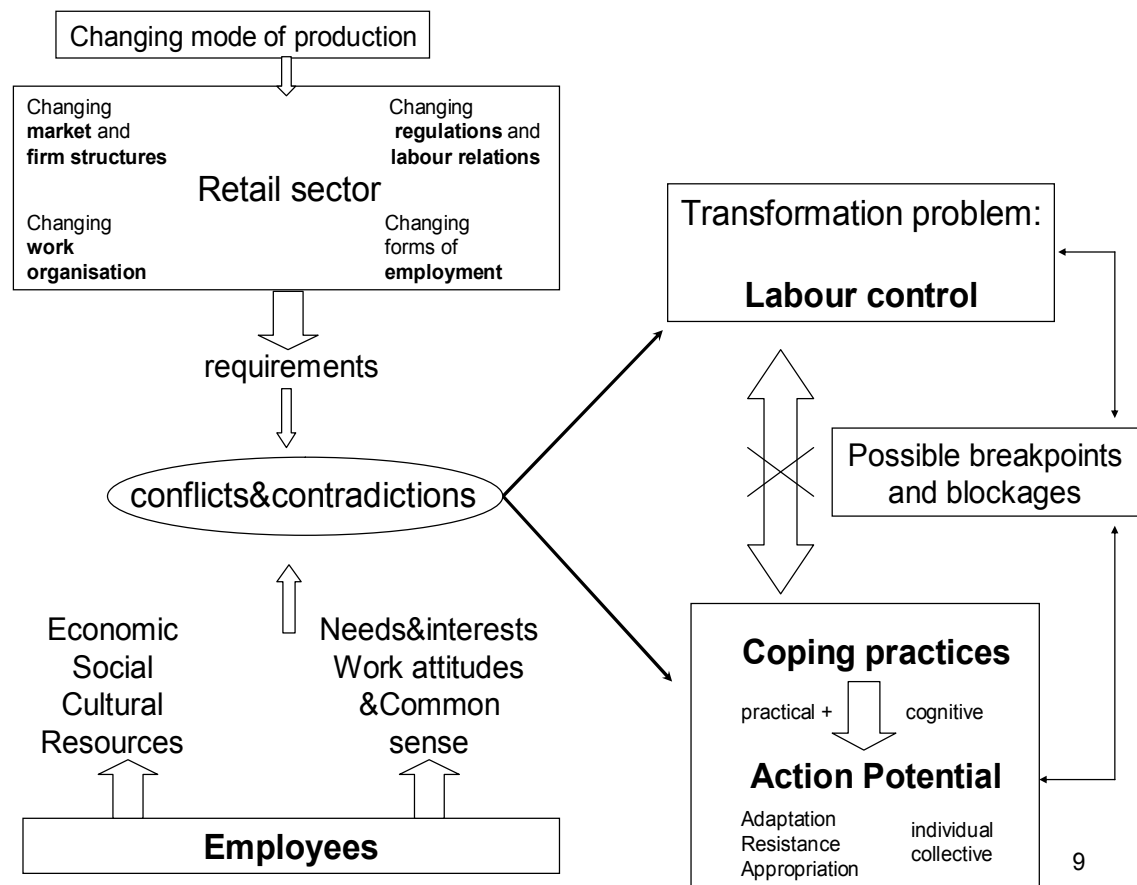 Changing mode of production
Changing
market and
firm structures
Changing
regulations and
labour relations
Retail sector
Changing
work
organisation
Changing
forms of
employment
requirements
conflicts&contradictions
Economic
Social
Cultural
Resources
Needs&interests
Work attitudes
&Common
sense
Employees
Transformation problem:
Labour control
Possible breakpoints
and blockages
Coping practices
practical + cognitive
Action Potential
Adaptation
Resistance
Appropriation
individual
collective
9